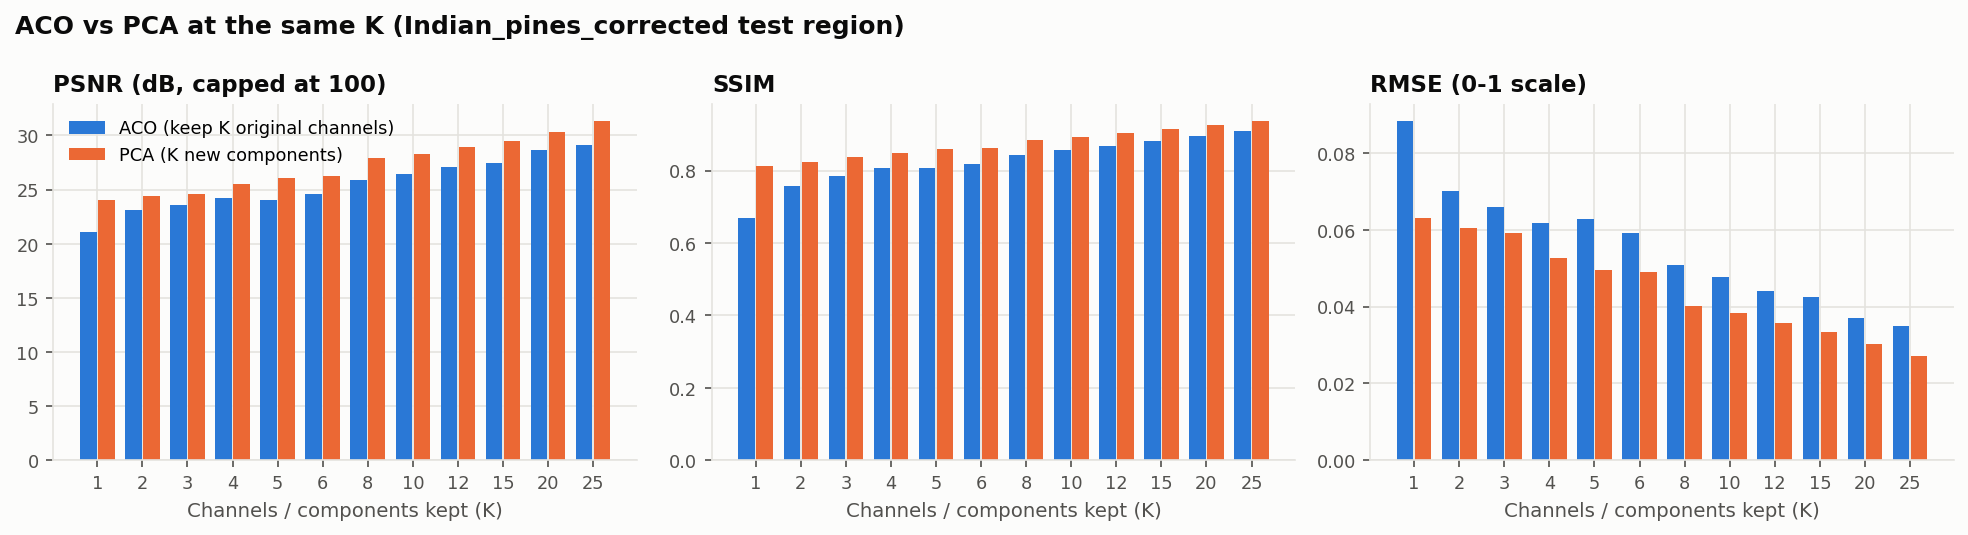 ACO vs PCA at the same K (Indian_pines_corrected test region)
PSNR (dB, capped at 100)
ACO (keep K original channels)
PCA (K new components)
30
25
20
15
10
5
0
1 2 3 4 5 6 8 10 12 15 20 25
Channels / components kept (K)
SSIM
0.8
0.6
0.4
0.2
0.0
1 2 3 4 5 6 8 10 12 15 20 25
Channels / components kept (K)
RMSE (0-1 scale)
0.08
0.06
0.04
0.02
0.00
1 2 3 4 5 6 8 10 12 15 20 25
Channels / components kept (K)